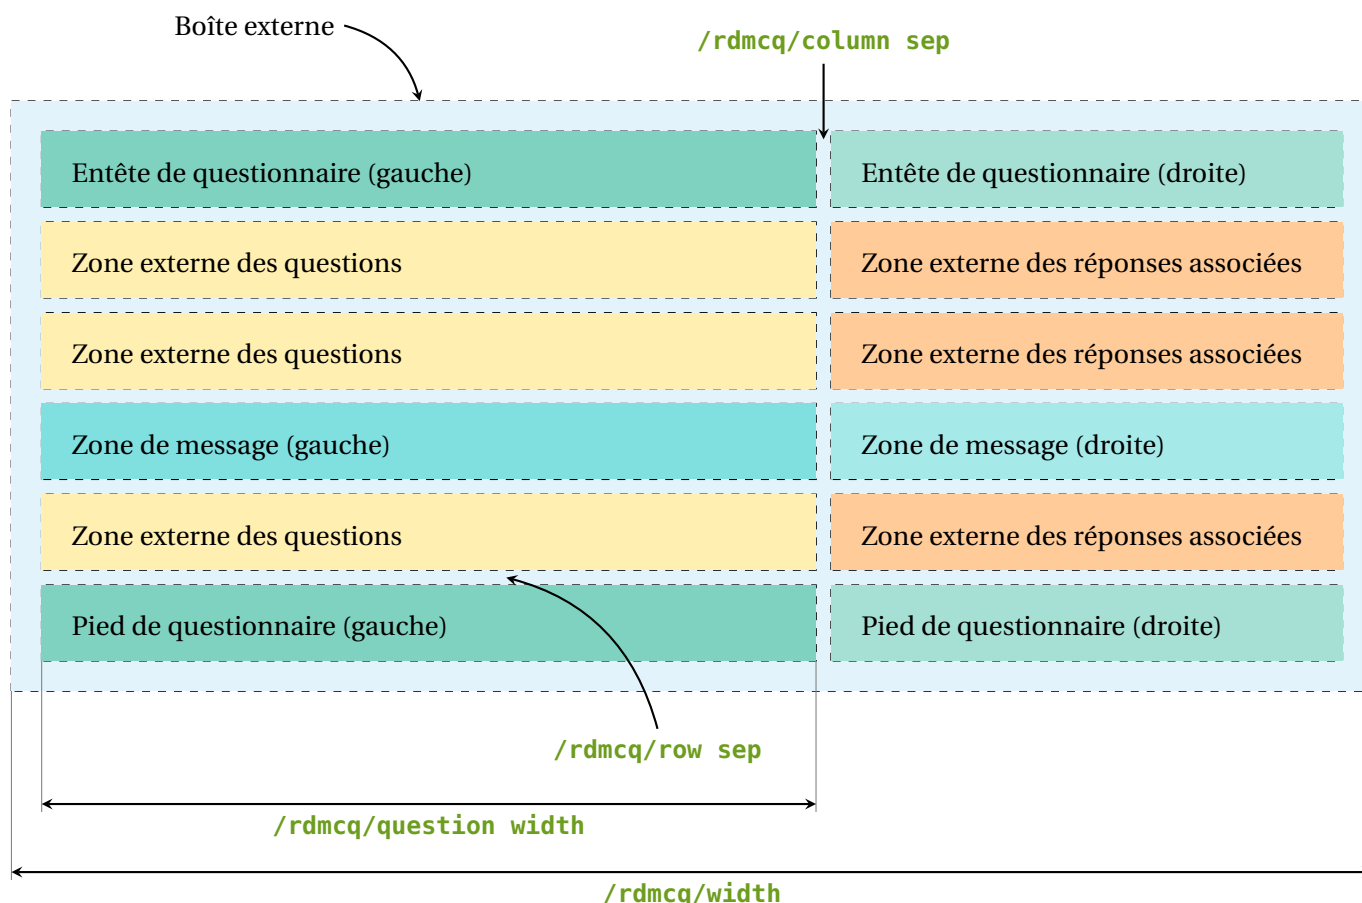 Boîte externe
/rdmcq/column sep
Entête de questionnaire (gauche)
Entête de questionnaire (droite)
Zone externe des questions
Zone externe des réponses associées
Zone externe des questions
Zone externe des réponses associées
Zone de message (gauche)
Zone de message (droite)
Zone externe des questions
Zone externe des réponses associées
Pied de questionnaire (gauche)
Pied de questionnaire (droite)
/rdmcq/row sep
/rdmcq/question width
/rdmcq/width